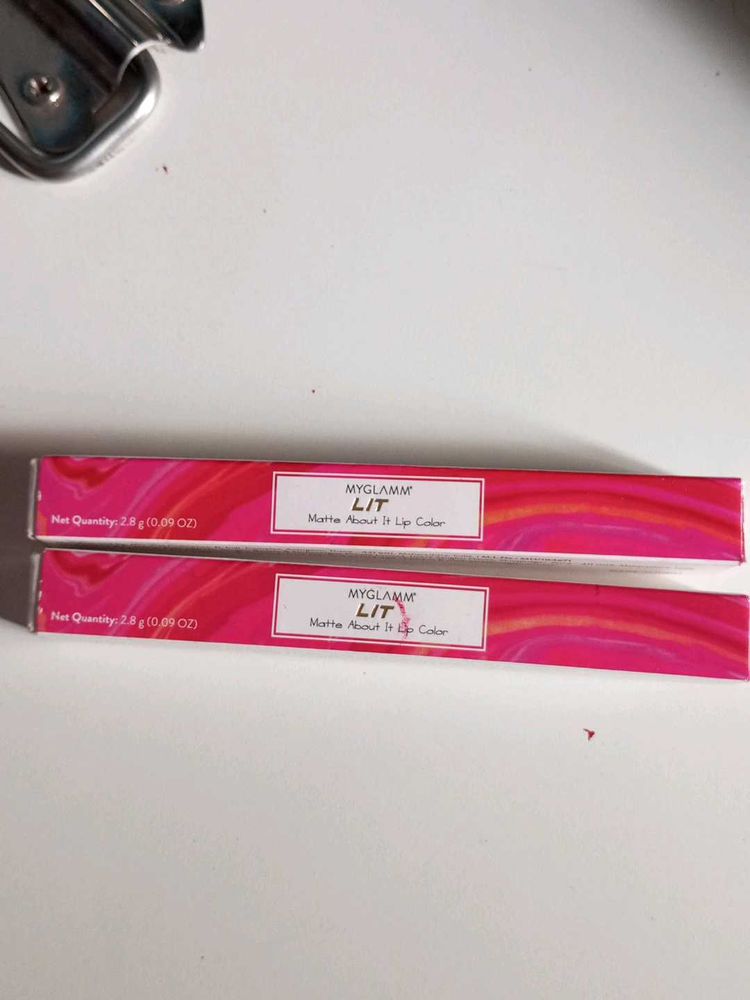 MYGLAMM
LIT
Matte About It Lip Color
Net Quantity: 2.8 g (0.09 OZ)
MYGLAMM
LIT
Matte About It Lip Color
Net Quantity: 2.8 g (0.09 OZ)